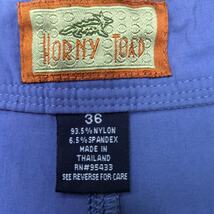 HORNY TOAD
36
93.5% NYLON
6.5% SPANDEX
MADE IN
THAILAND
RN#95433
SEE REVERSE FOR CARE